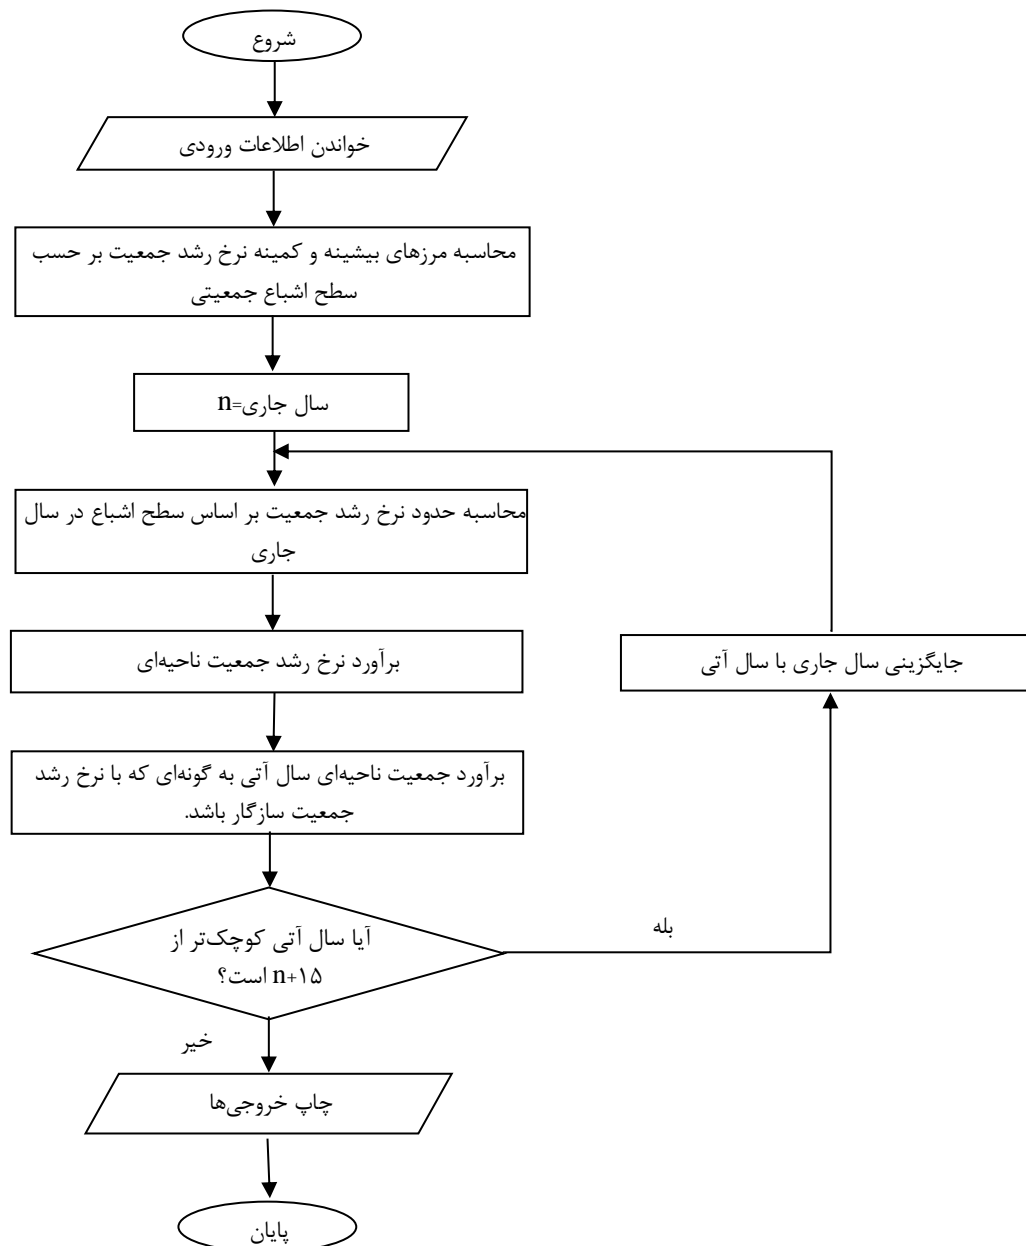 شروع
خواندن اطلاعات ورودی
محاسبه مرزهای بیشینه و کمینه نرخ رشد جمعیت بر حسب
سطح اشباع جمعیتی
سال جاری=n
محاسبه حدود نرخ رشد جمعیت بر اساس سطح اشباع در سال
جاری
برآورد نرخ رشد جمعیت ناحیه‌ای
جایگزینی سال جاری با سال آتی
برآورد جمعیت ناحیه‌ای سال آتی به گونه‌ای که با نرخ رشد
جمعیت سازگار باشد.
آیا سال آتی کوچک‌تر از
n+۱۵ است؟
بله
خیر
چاپ خروجی‌ها
پایان